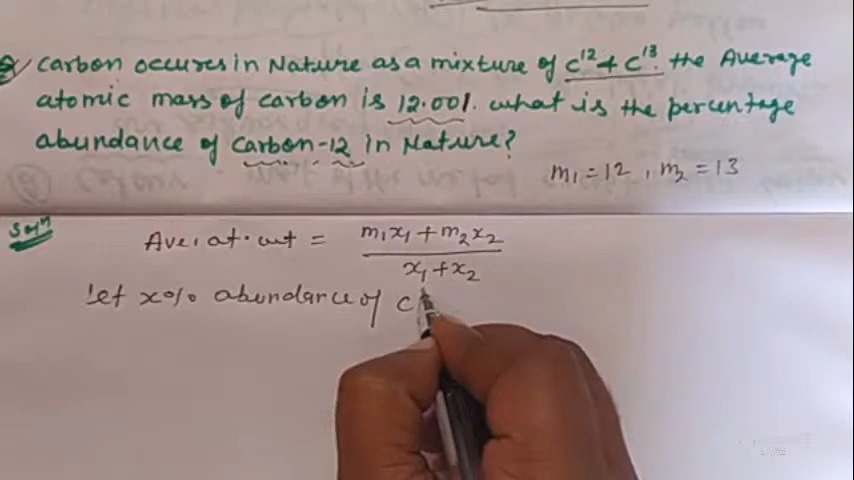 Carbon occures in Nature as a mixture of C¹² + C¹³. the Average
atomic mass of carbon is 12.001. what is the percentage
abundance of Carbon-12 in Nature?
m₁ = 12, m₂ = 13
Solⁿ
Ave. at. wt = m₁x₁ + m₂x₂ / x₁ + x₂
let x% abundance of C